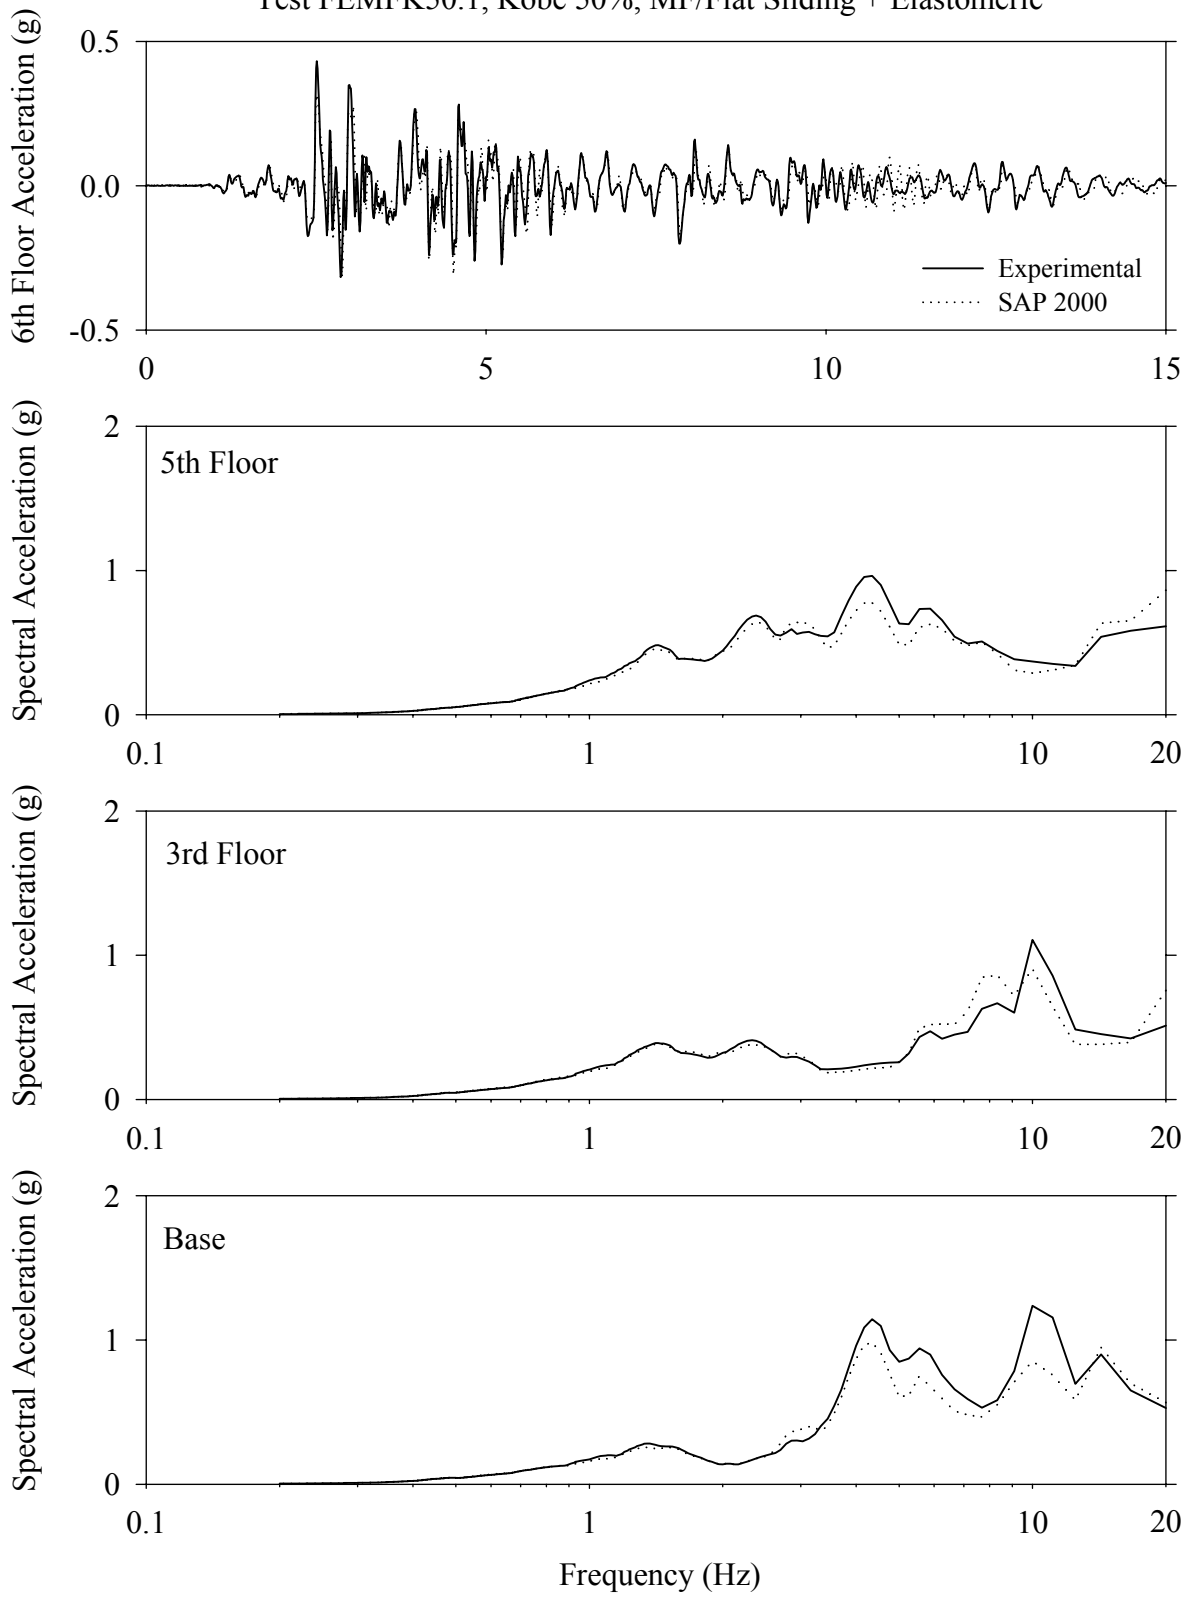 Test FEMFK50.1, Kobe 50%, MF/Flat Sliding + Elastomeric
6th Floor Acceleration (g)
0.5
0.0
-0.5
Experimental
SAP 2000
0 5 10 15
Spectral Acceleration (g)
2
5th Floor
1
0
0.1 1 10 20
Spectral Acceleration (g)
2
3rd Floor
1
0
0.1 1 10 20
Spectral Acceleration (g)
2
Base
1
0
0.1 1 10 20
Frequency (Hz)